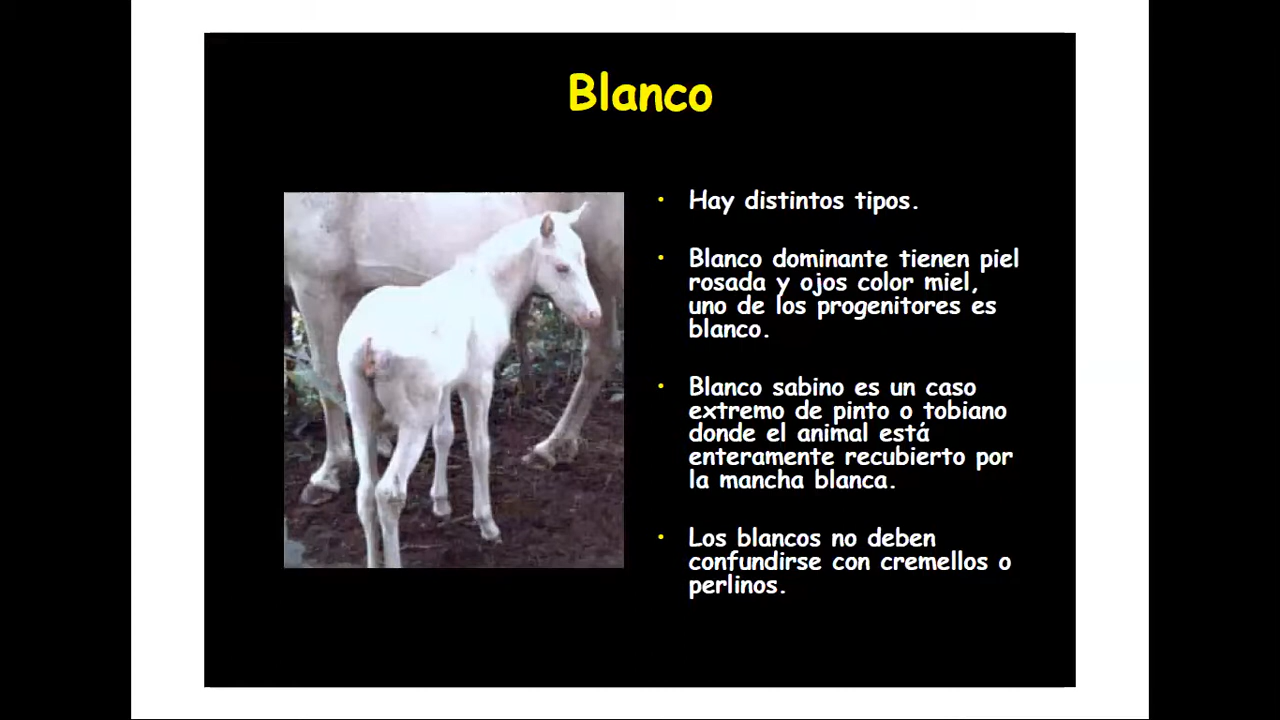 Blanco
• Hay distintos tipos.
• Blanco dominante tienen piel
rosada y ojos color miel,
uno de los progenitores es
blanco.
• Blanco sabino es un caso
extremo de pinto o tobiano
donde el animal está
enteramente recubierto por
la mancha blanca.
• Los blancos no deben
confundirse con cremellos o
perlinos.